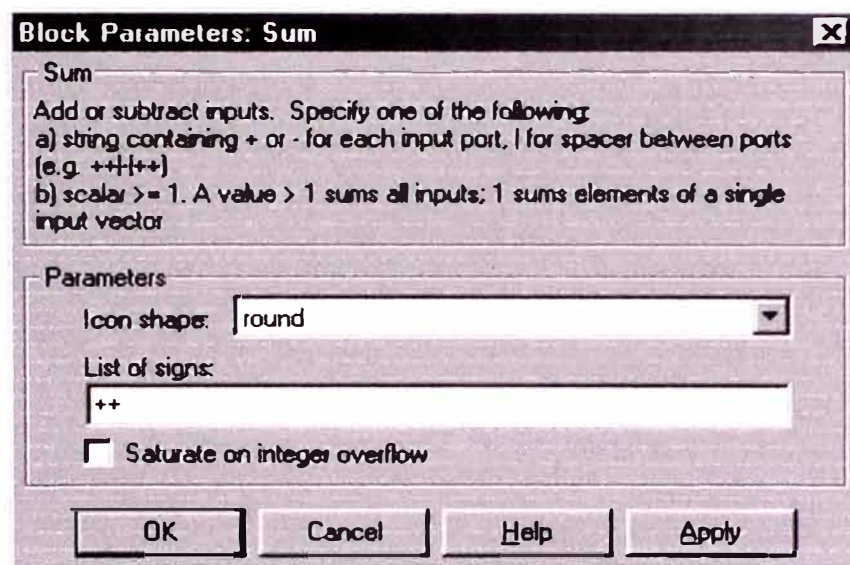 Block Parameters: Sum
Sum
Add or subtract inputs. Specify one of the following:
a) string containing + or - for each input port, | for spacer between ports
(e.g. ++|-|++)
b) scalar >= 1. A value > 1 sums all inputs; 1 sums elements of a single
input vector
Parameters
Icon shape: round
List of signs:
++
Saturate on integer overflow
OK Cancel Help Apply